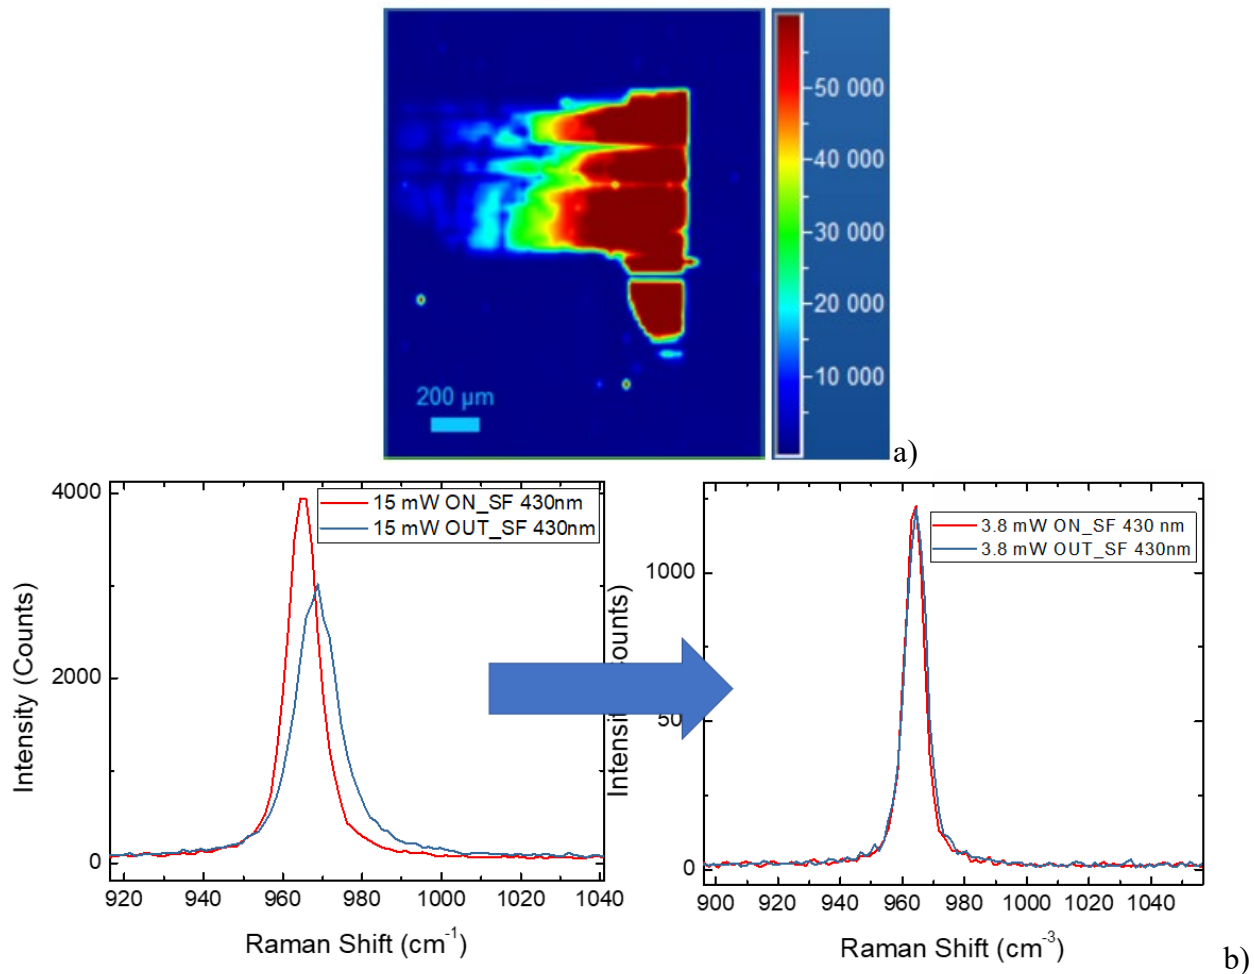 50 000
40 000
30 000
20 000
10 000
200 µm
a)
4000
2000
0
15 mW ON_SF 430nm
15 mW OUT_SF 430nm
Intensity (Counts)
920 940 960 980 1000 1020 1040
Raman Shift (cm-1)
1000
0
3.8 mW ON_SF 430 nm
3.8 mW OUT_SF 430nm
900 920 940 960 980 1000 1020 1040
Raman Shift (cm-3)
b)